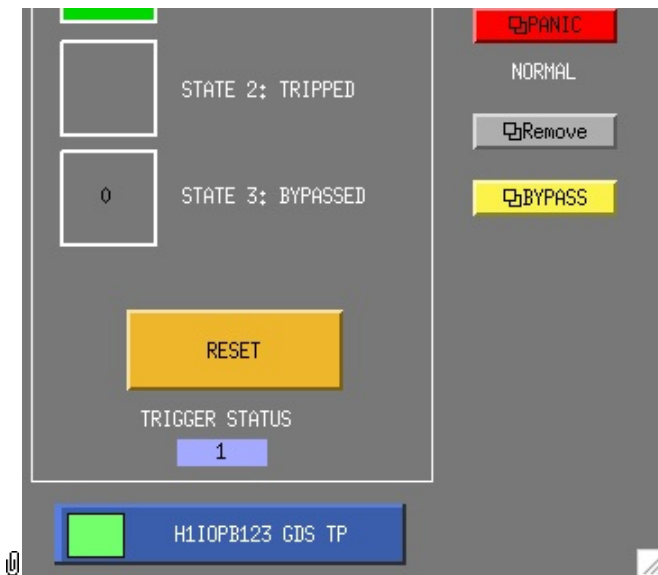 PANIC
STATE 2: TRIPPED
NORMAL
Remove
0
STATE 3: BYPASSED
BYPASS
RESET
TRIGGER STATUS
1
H1IOPB123 GDS TP